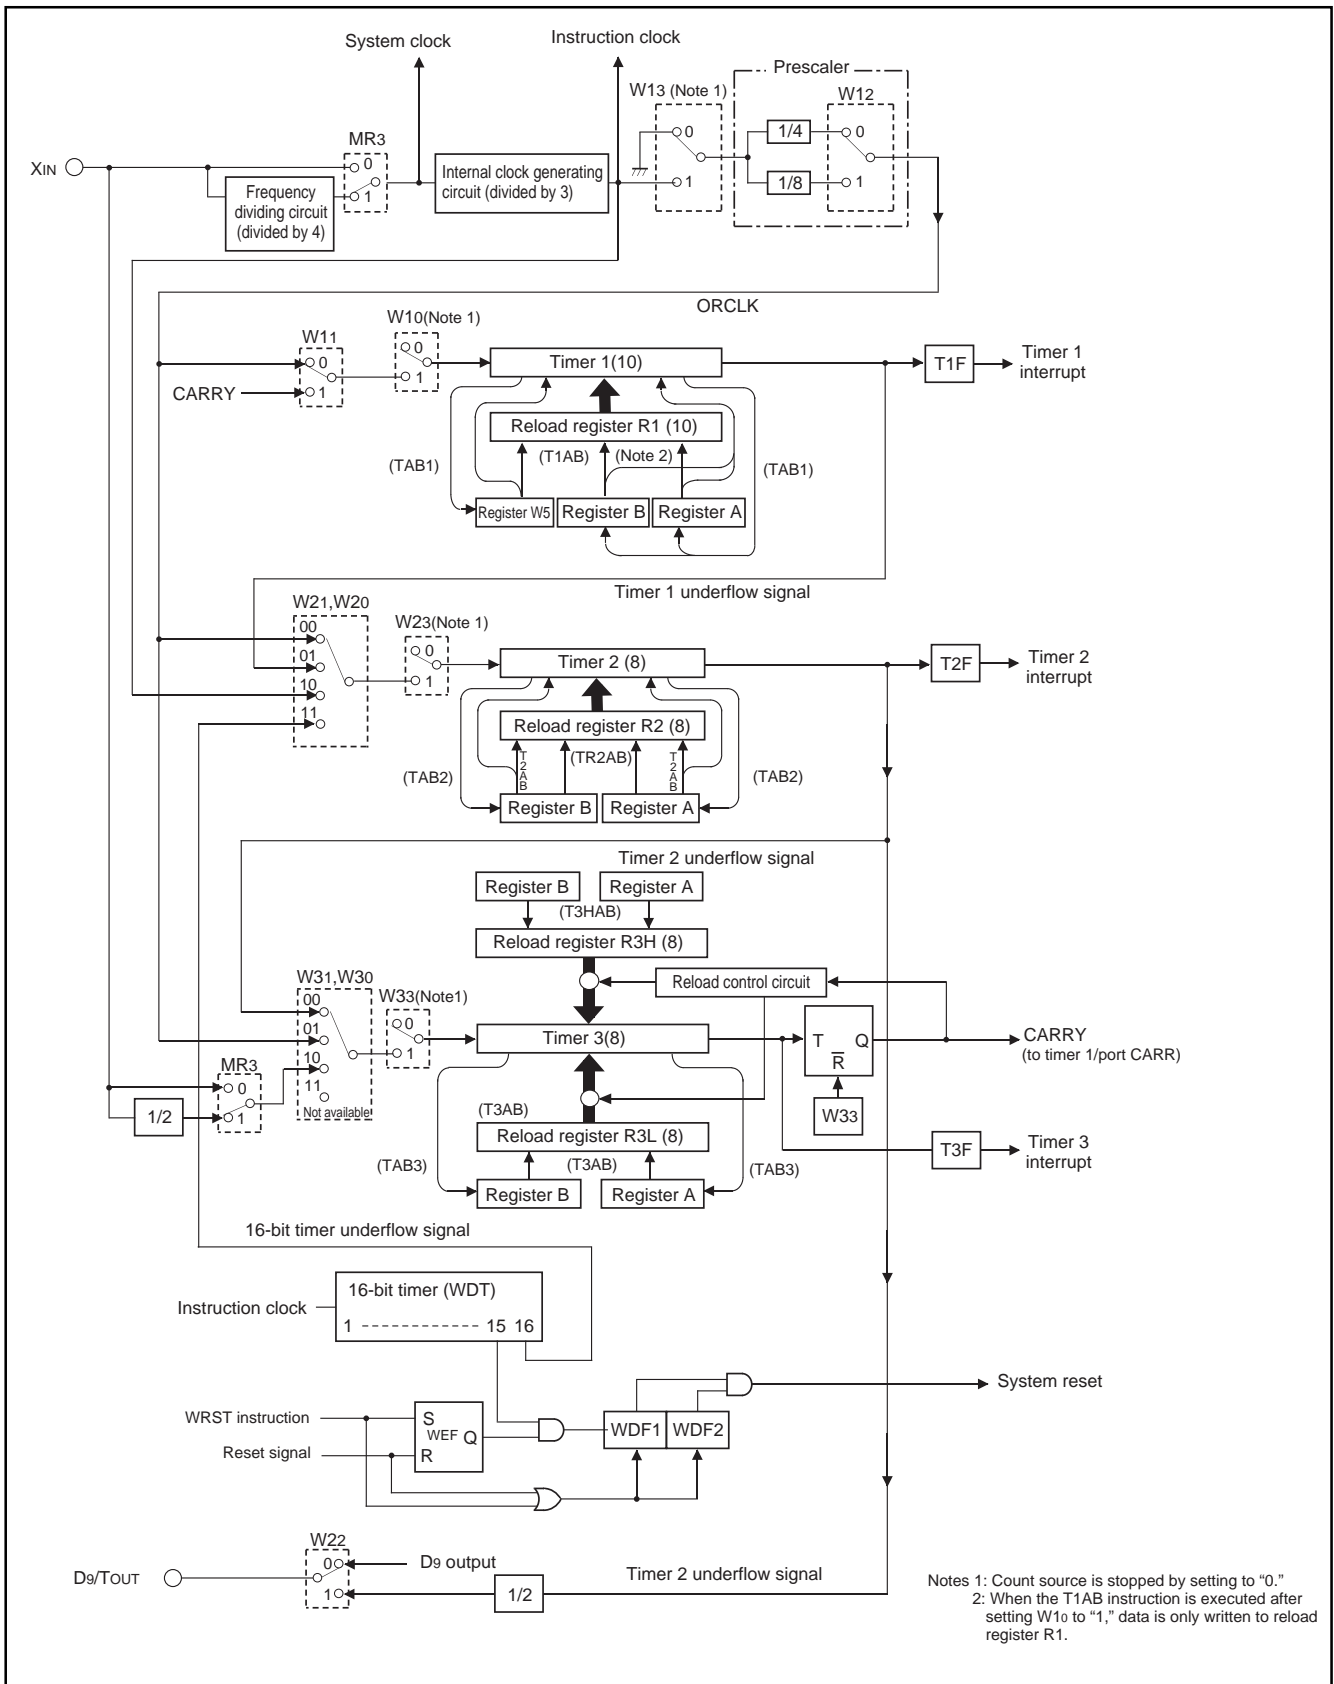 System clock
Instruction clock
Prescaler
W13 (Note 1)
W12
MR3
XIN
0
1
Frequency
dividing circuit
(divided by 4)
Internal clock generating
circuit (divided by 3)
0
1
1/4
1/8
0
1
ORCLK
W11
0
1
CARRY
W10(Note 1)
0
1
Timer 1(10)
T1F
Timer 1
interrupt
Reload register R1 (10)
(TAB1)
(T1AB)
(Note 2)
(TAB1)
Register W5
Register B
Register A
Timer 1 underflow signal
W21,W20
00
01
10
11
W23(Note 1)
0
1
Timer 2 (8)
T2F
Timer 2
interrupt
Reload register R2 (8)
(TAB2)
T2AB
(TR2AB)
T2AB
(TAB2)
Register B
Register A
Timer 2 underflow signal
Register B
Register A
(T3HAB)
Reload register R3H (8)
Reload control circuit
W31,W30
00
01
10
11
Not available
W33(Note1)
0
1
Timer 3(8)
T
Q
R
W33
CARRY
(to timer 1/port CARR)
MR3
0
1
1/2
(T3AB)
Reload register R3L (8)
(TAB3)
(T3AB)
(TAB3)
Register B
Register A
T3F
Timer 3
interrupt
16-bit timer underflow signal
16-bit timer (WDT)
Instruction clock
1 ------------- 15 16
System reset
WRST instruction
Reset signal
S
WEF Q
R
WDF1
WDF2
W22
0
1
D9 output
D9/TOUT
1/2
Timer 2 underflow signal
Notes 1: Count source is stopped by setting to “0.”
2: When the T1AB instruction is executed after
setting W10 to “1,” data is only written to reload
register R1.